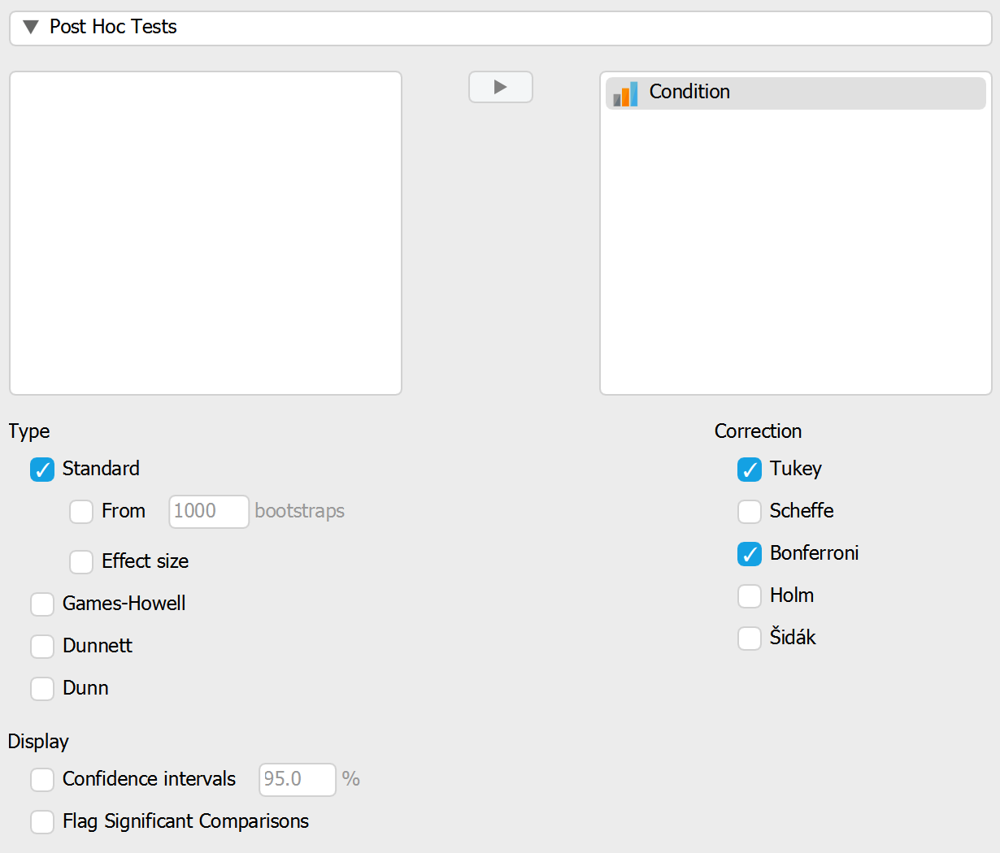 Post Hoc Tests
Condition
Type
Standard
From 1000 bootstraps
Effect size
Games-Howell
Dunnett
Dunn
Correction
Tukey
Scheffe
Bonferroni
Holm
Šidák
Display
Confidence intervals 95.0 %
Flag Significant Comparisons